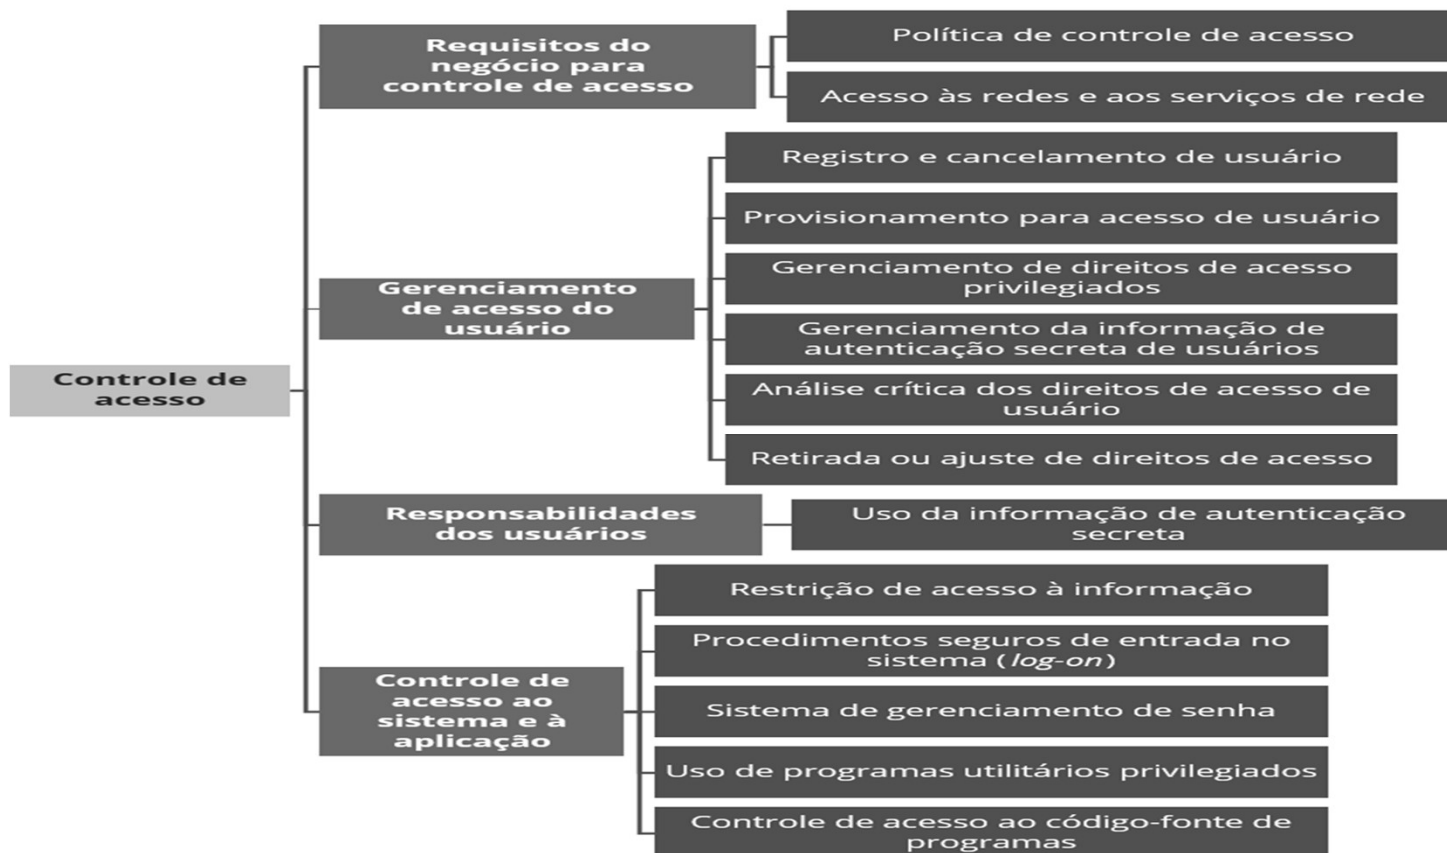 Requisitos do
negócio para
controle de acesso
Política de controle de acesso
Acesso às redes e aos serviços de rede
Gerenciamento
de acesso do
usuário
Registro e cancelamento de usuário
Provisionamento para acesso de usuário
Gerenciamento de direitos de acesso
privilegiados
Gerenciamento da informação de
autenticação secreta de usuários
Análise crítica dos direitos de acesso de
usuário
Retirada ou ajuste de direitos de acesso
Controle de
acesso
Responsabilidades
dos usuários
Uso da informação de autenticação
secreta
Controle de
acesso ao
sistema e à
aplicação
Restrição de acesso à informação
Procedimentos seguros de entrada no
sistema (log-on)
Sistema de gerenciamento de senha
Uso de programas utilitários privilegiados
Controle de acesso ao código-fonte de
programas